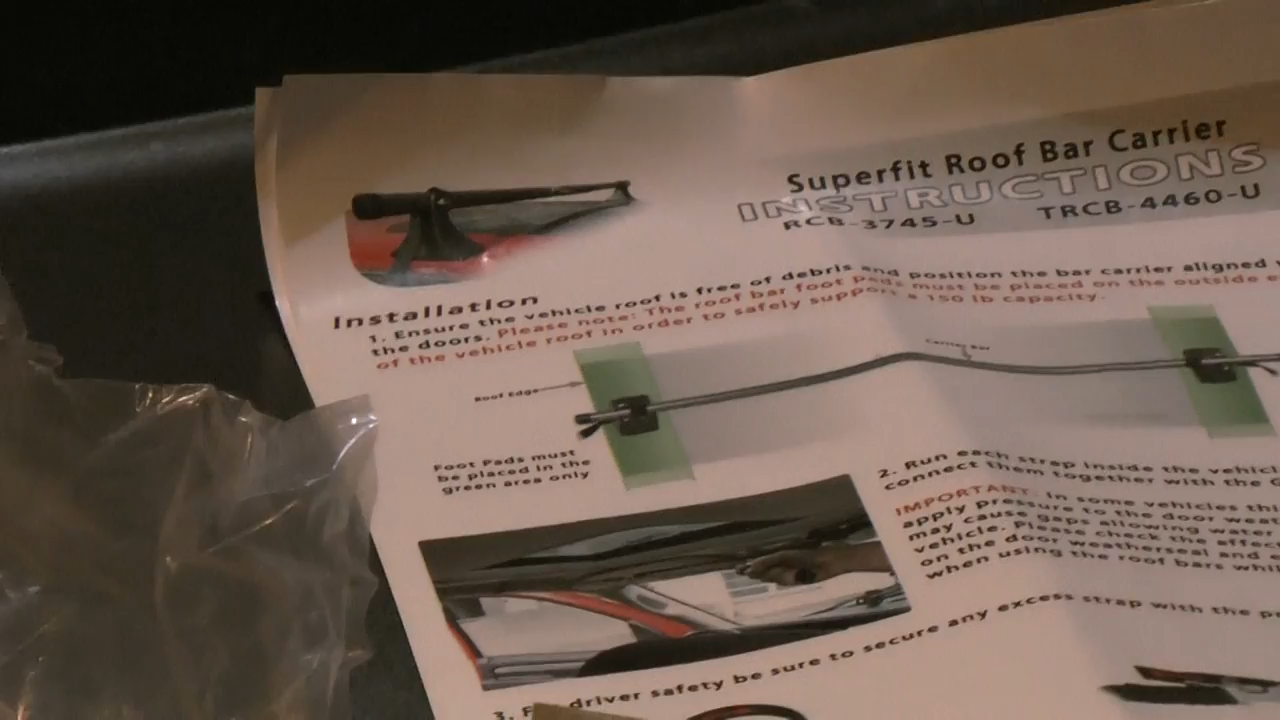 Superfit Roof Bar Carrier
INSTRUCTIONS
RCB-3745-U TRCB-4460-U
Installation
1. Ensure the vehicle roof is free of debris and position the bar carrier aligned
the doors. Please note: The roof bar foot pads must be placed on the outside
of the vehicle roof in order to safely support a 150 lb capacity.
Carrier Bar
Roof Edge
Foot Pads must
be placed in the
green area only
2. Run each strap inside the
connect them together with the
IMPORTANT: In some vehicles
apply pressure to the door
may cause gaps allowing water
vehicle. Please check the
on the door weatherseal and
when using the roof bars
3. For driver safety be sure to secure any excess strap with the